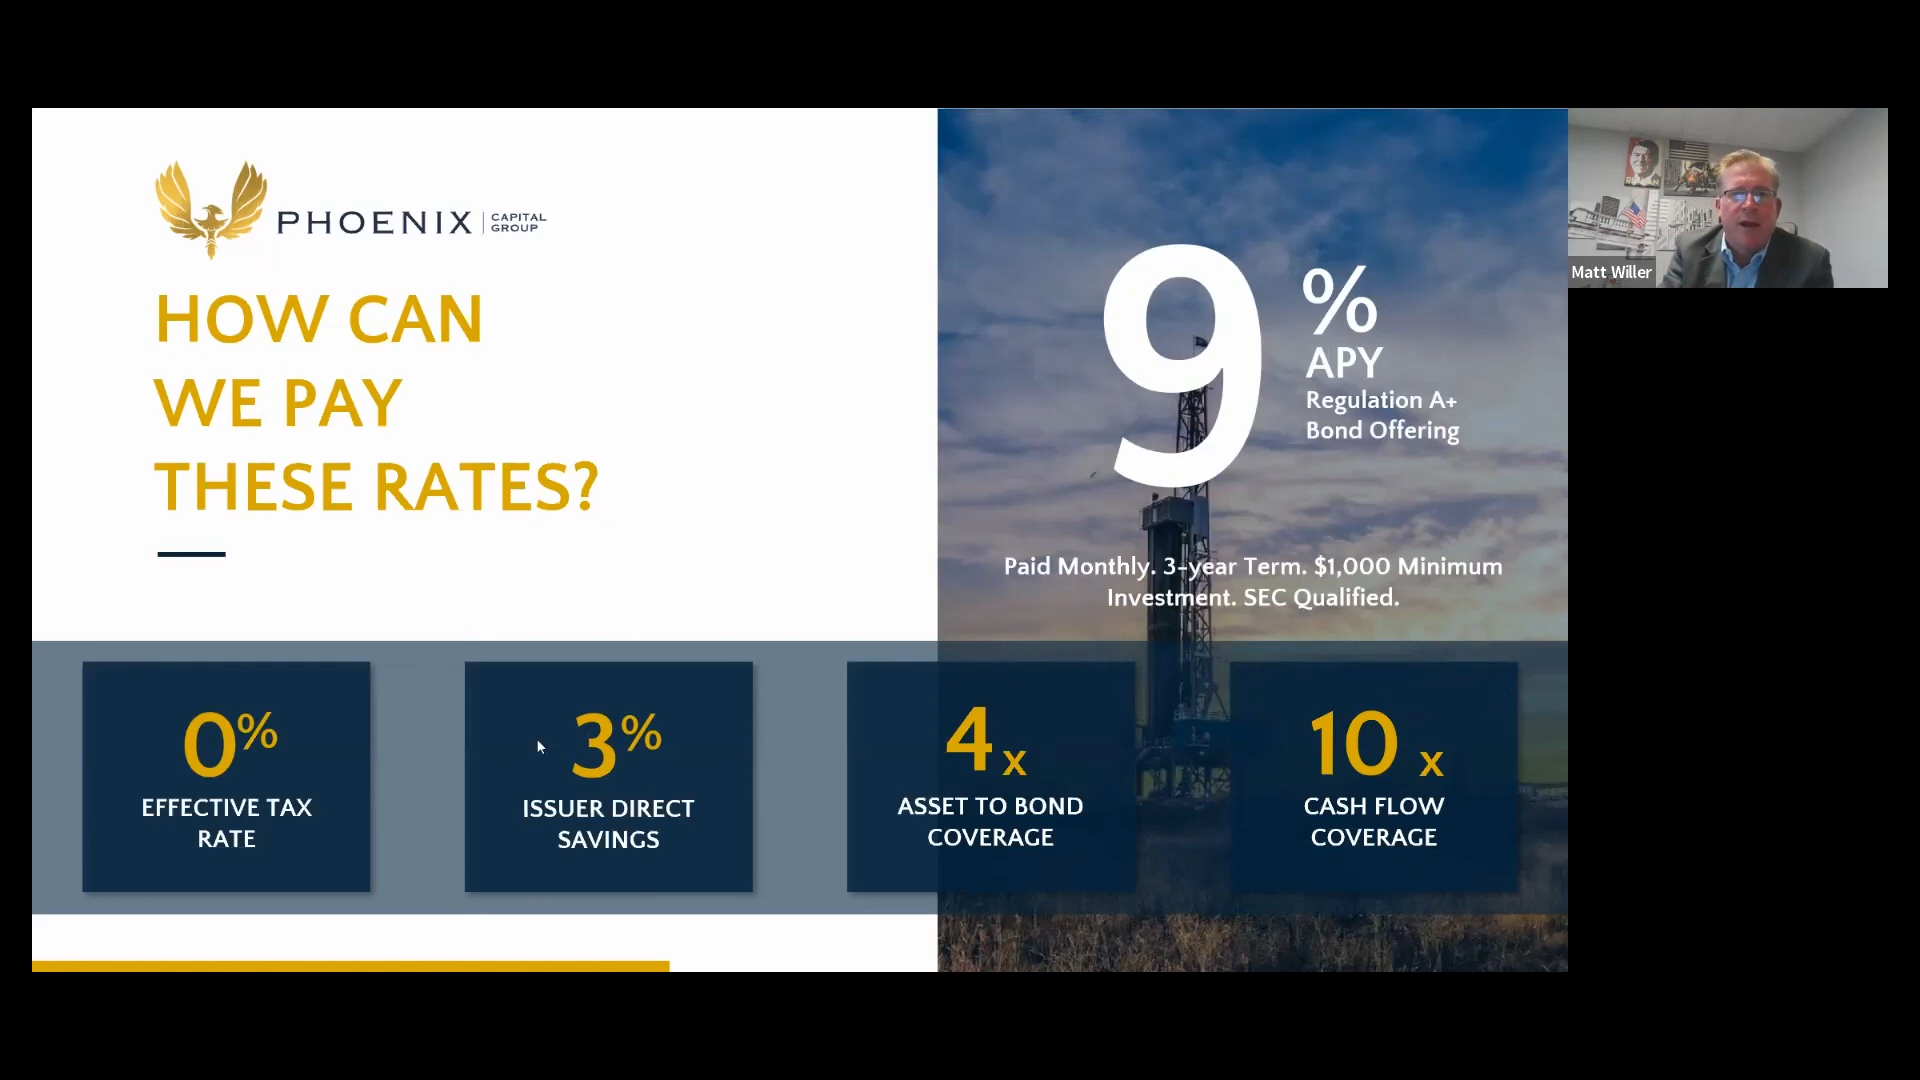 PHOENIX
CAPITAL
GROUP
HOW CAN
WE PAY
THESE RATES?
9%
APY
Regulation A+
Bond Offering
Paid Monthly. 3-year Term. $1,000 Minimum
Investment. SEC Qualified.
0%
EFFECTIVE TAX
RATE
3%
ISSUER DIRECT
SAVINGS
4x
ASSET TO BOND
COVERAGE
10 x
CASH FLOW
COVERAGE
Matt Willer